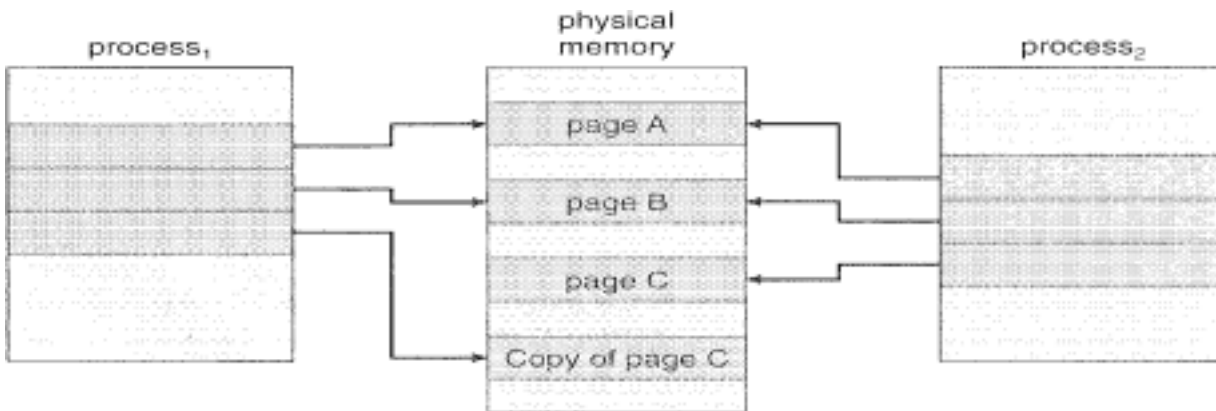 process₁
physical
memory
process₂
page A
page B
page C
Copy of page C